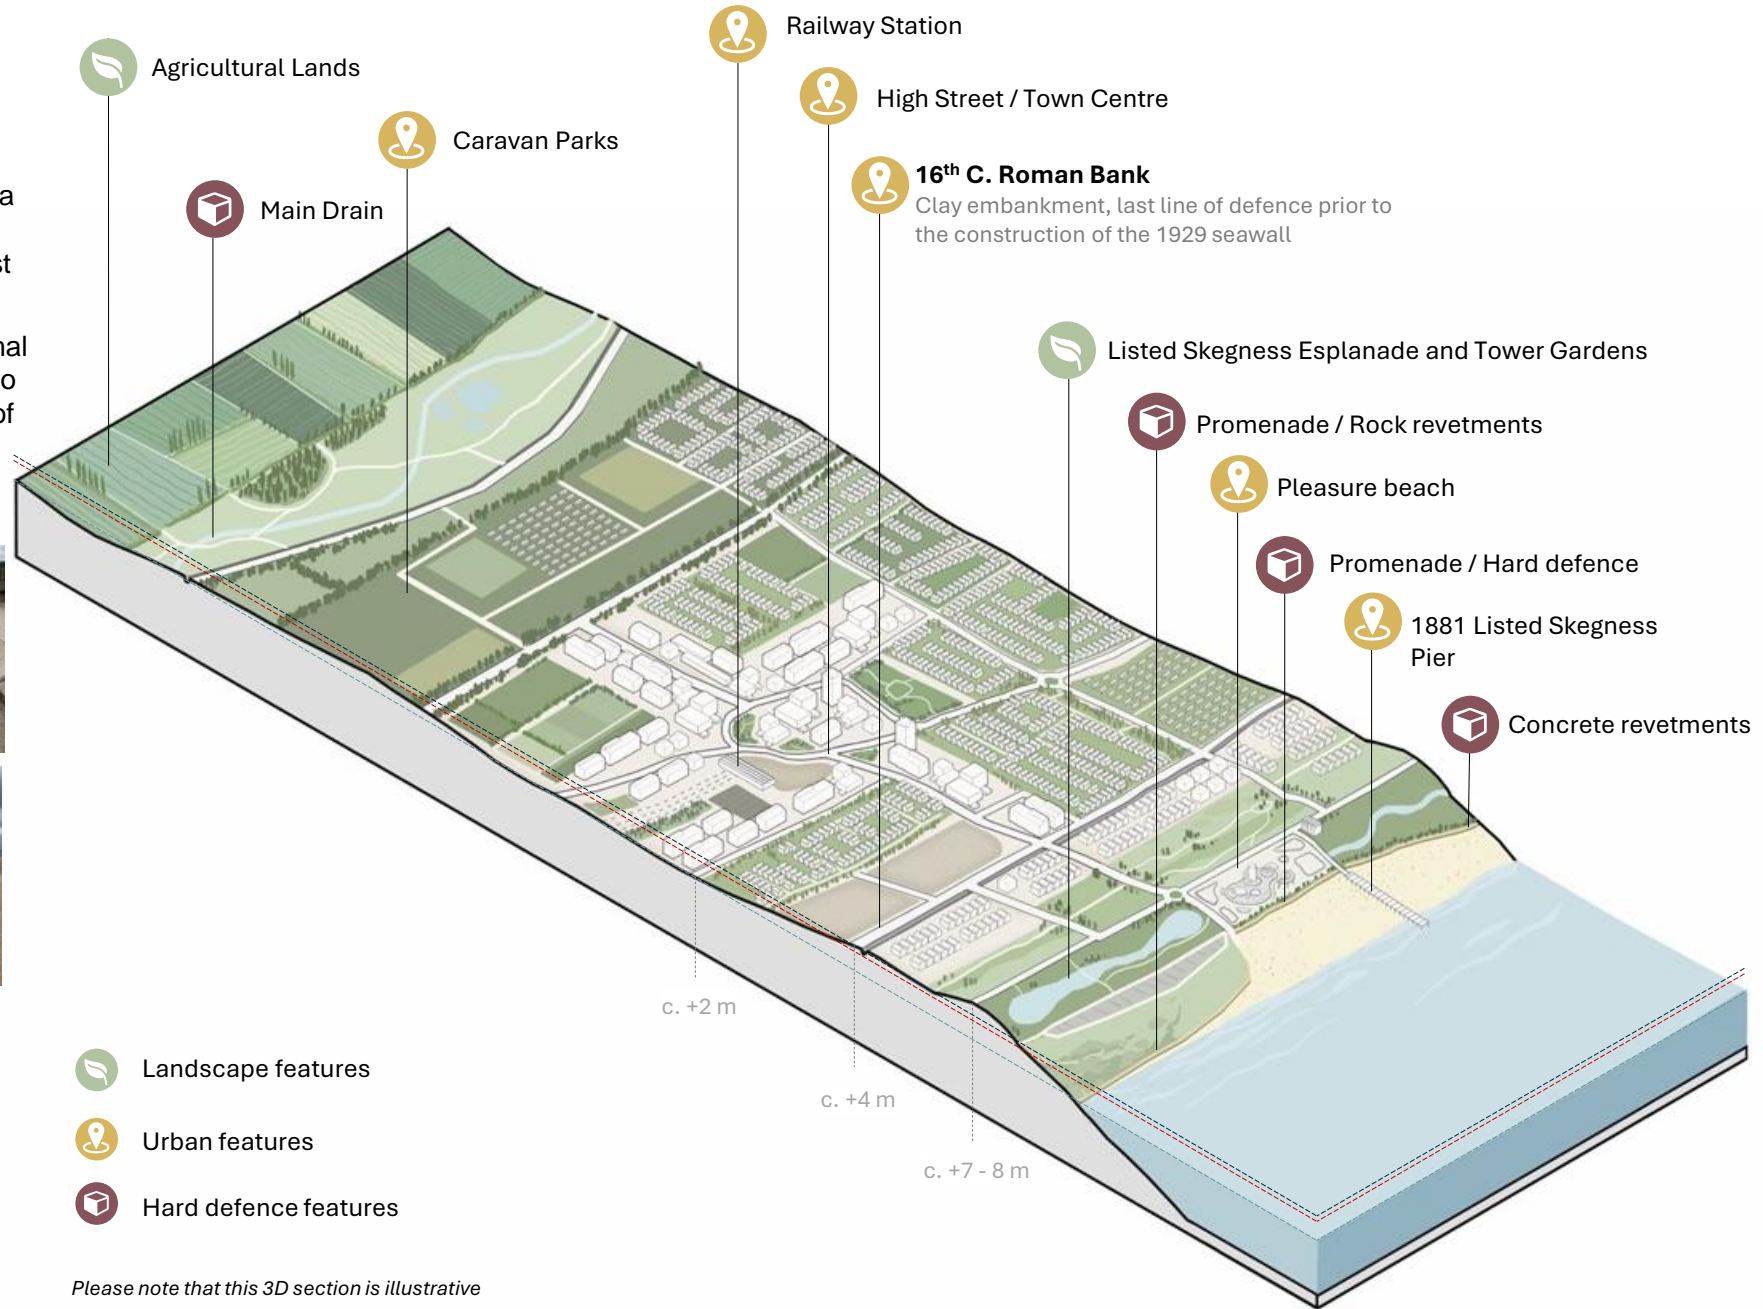 Railway Station
Agricultural Lands
High Street / Town Centre
Caravan Parks
16th C. Roman Bank
Clay embankment, last line of defence prior to
the construction of the 1929 seawall
Main Drain
a
st
nal
o
of
Listed Skegness Esplanade and Tower Gardens
Promenade / Rock revetments
Pleasure beach
Promenade / Hard defence
1881 Listed Skegness
Pier
Concrete revetments
c. +2 m
c. +4 m
c. +7 - 8 m
Landscape features
Urban features
Hard defence features
Please note that this 3D section is illustrative